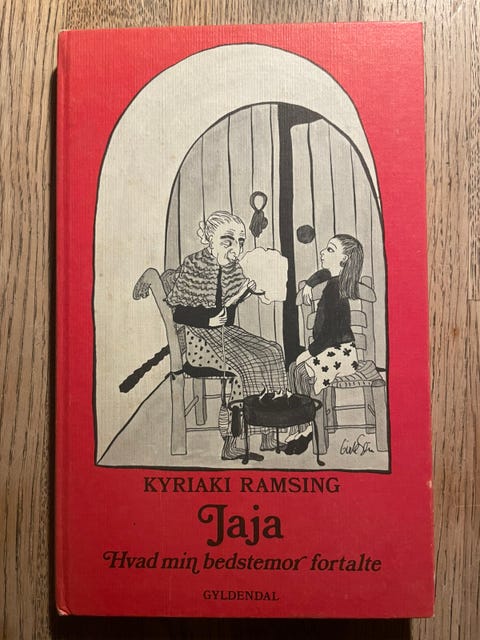 KYRIAKI RAMSING
Jaja
Hvad min bedstemor fortalte
GYLDENDAL